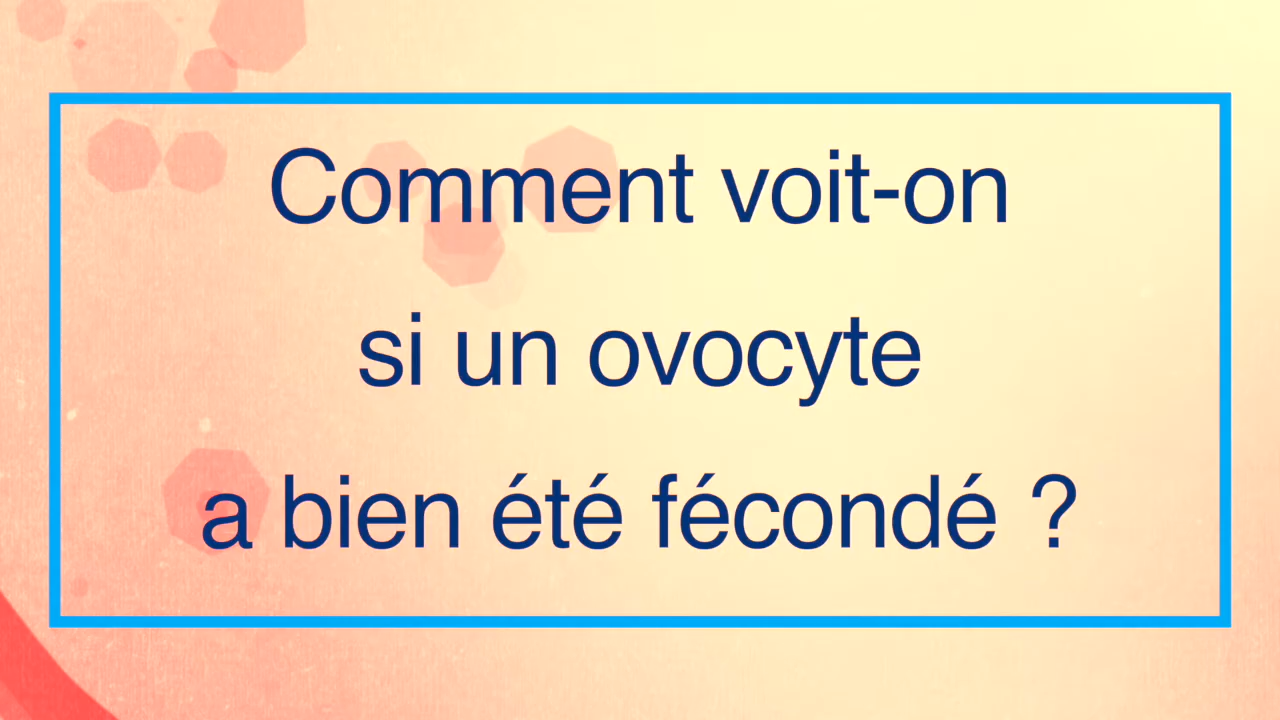 Comment voit-on
si un ovocyte
a bien été fécondé ?